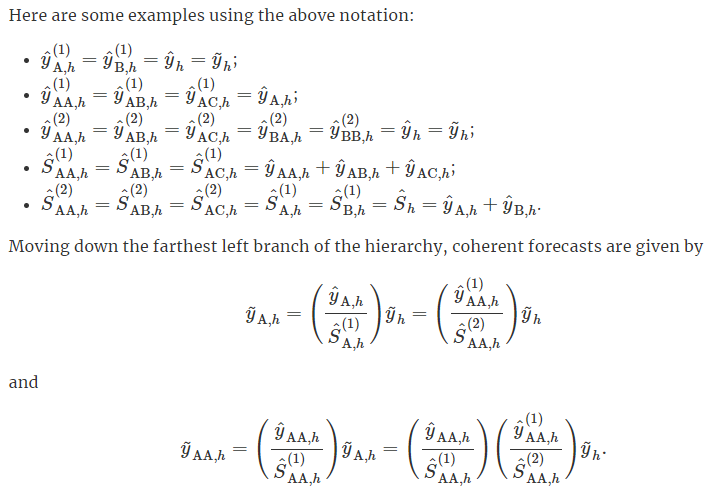 Here are some examples using the above notation:
• $\hat{y}_{\text{A},h}^{(1)} = \hat{y}_{\text{B},h}^{(1)} = \hat{y}_h = \tilde{y}_h$;
• $\hat{y}_{\text{AA},h}^{(1)} = \hat{y}_{\text{AB},h}^{(1)} = \hat{y}_{\text{AC},h}^{(1)} = \hat{y}_{\text{A},h}$;
• $\hat{y}_{\text{AA},h}^{(2)} = \hat{y}_{\text{AB},h}^{(2)} = \hat{y}_{\text{AC},h}^{(2)} = \hat{y}_{\text{BA},h}^{(2)} = \hat{y}_{\text{BB},h}^{(2)} = \hat{y}_h = \tilde{y}_h$;
• $\hat{S}_{\text{AA},h}^{(1)} = \hat{S}_{\text{AB},h}^{(1)} = \hat{S}_{\text{AC},h}^{(1)} = \hat{y}_{\text{AA},h} + \hat{y}_{\text{AB},h} + \hat{y}_{\text{AC},h}$;
• $\hat{S}_{\text{AA},h}^{(2)} = \hat{S}_{\text{AB},h}^{(2)} = \hat{S}_{\text{AC},h}^{(2)} = \hat{S}_{\text{A},h}^{(1)} = \hat{S}_{\text{B},h}^{(1)} = \hat{S}_h = \hat{y}_{\text{A},h} + \hat{y}_{\text{B},h}$.
Moving down the farthest left branch of the hierarchy, coherent forecasts are given by
$\tilde{y}_{\text{A},h} = \left(\frac{\hat{y}_{\text{A},h}}{\hat{S}_{\text{A},h}^{(1)}}\right) \tilde{y}_h = \left(\frac{\hat{y}_{\text{AA},h}^{(1)}}{\hat{S}_{\text{AA},h}^{(2)}}\right) \tilde{y}_h$
and
$\tilde{y}_{\text{AA},h} = \left(\frac{\hat{y}_{\text{AA},h}}{\hat{S}_{\text{AA},h}^{(1)}}\right) \tilde{y}_{\text{A},h} = \left(\frac{\hat{y}_{\text{AA},h}}{\hat{S}_{\text{AA},h}^{(1)}}\right) \left(\frac{\hat{y}_{\text{AA},h}^{(1)}}{\hat{S}_{\text{AA},h}^{(2)}}\right) \tilde{y}_h.$